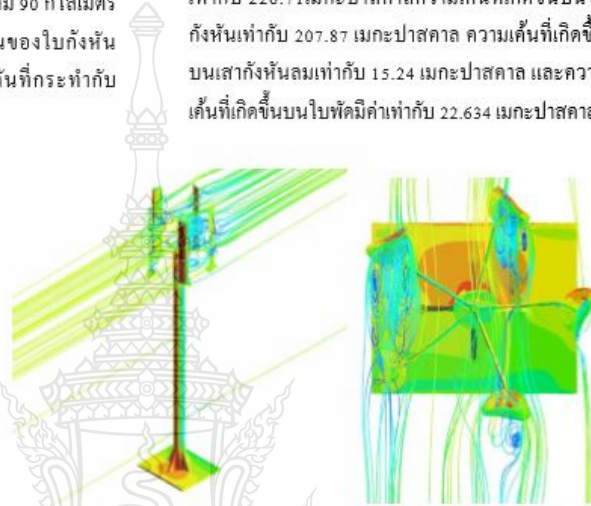 90 กิโลเมตร
นของใบกังหัน
ันที่กระทำกับ
กังหันเท่ากับ 207.87 เมกะปาสคาล ความเค้นที่เกิดขึ้
บนเสากังหันลมเท่ากับ 15.24 เมกะปาสคาล และควา
เค้นที่เกิดขึ้นบนใบพัดมีค่าเท่ากับ 22.634 เมกะปาสคาล